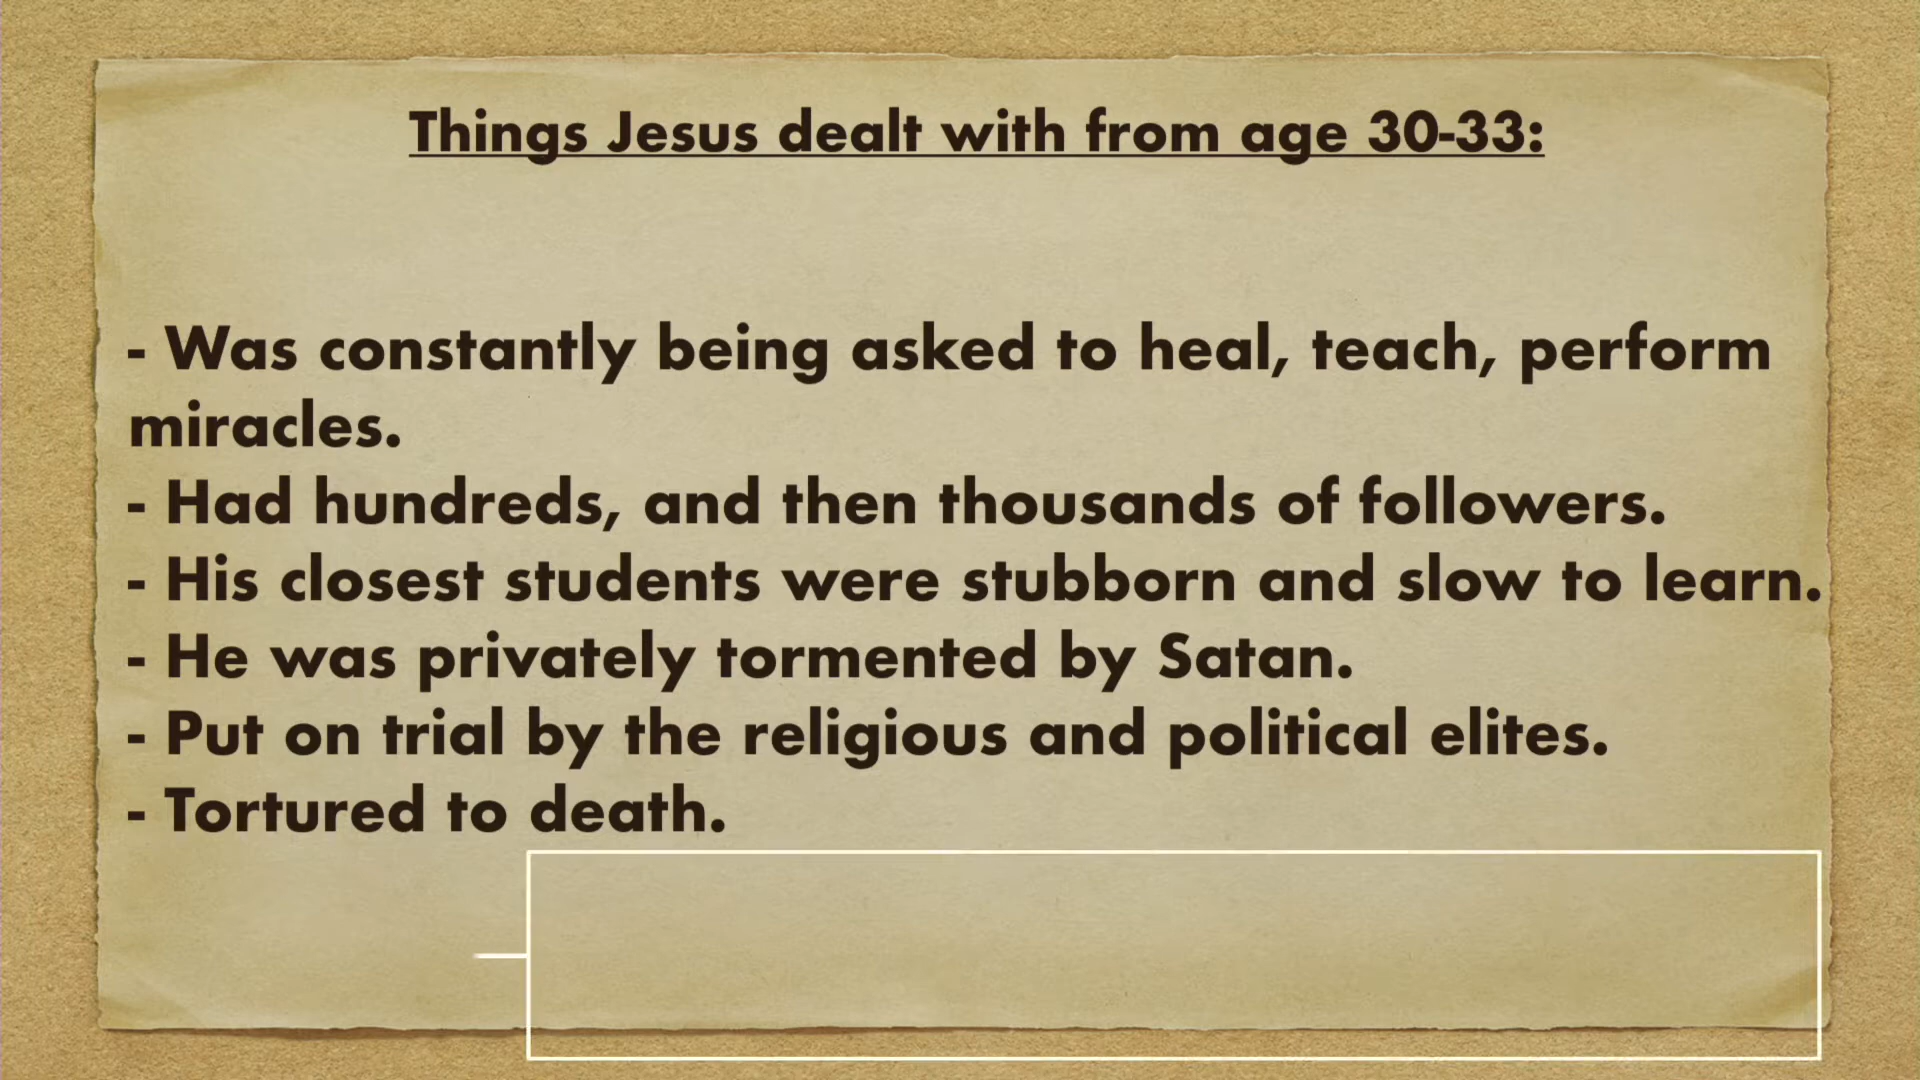 Things Jesus dealt with from age 30-33:
- Was constantly being asked to heal, teach, perform
miracles.
- Had hundreds, and then thousands of followers.
- His closest students were stubborn and slow to learn.
- He was privately tormented by Satan.
- Put on trial by the religious and political elites.
- Tortured to death.